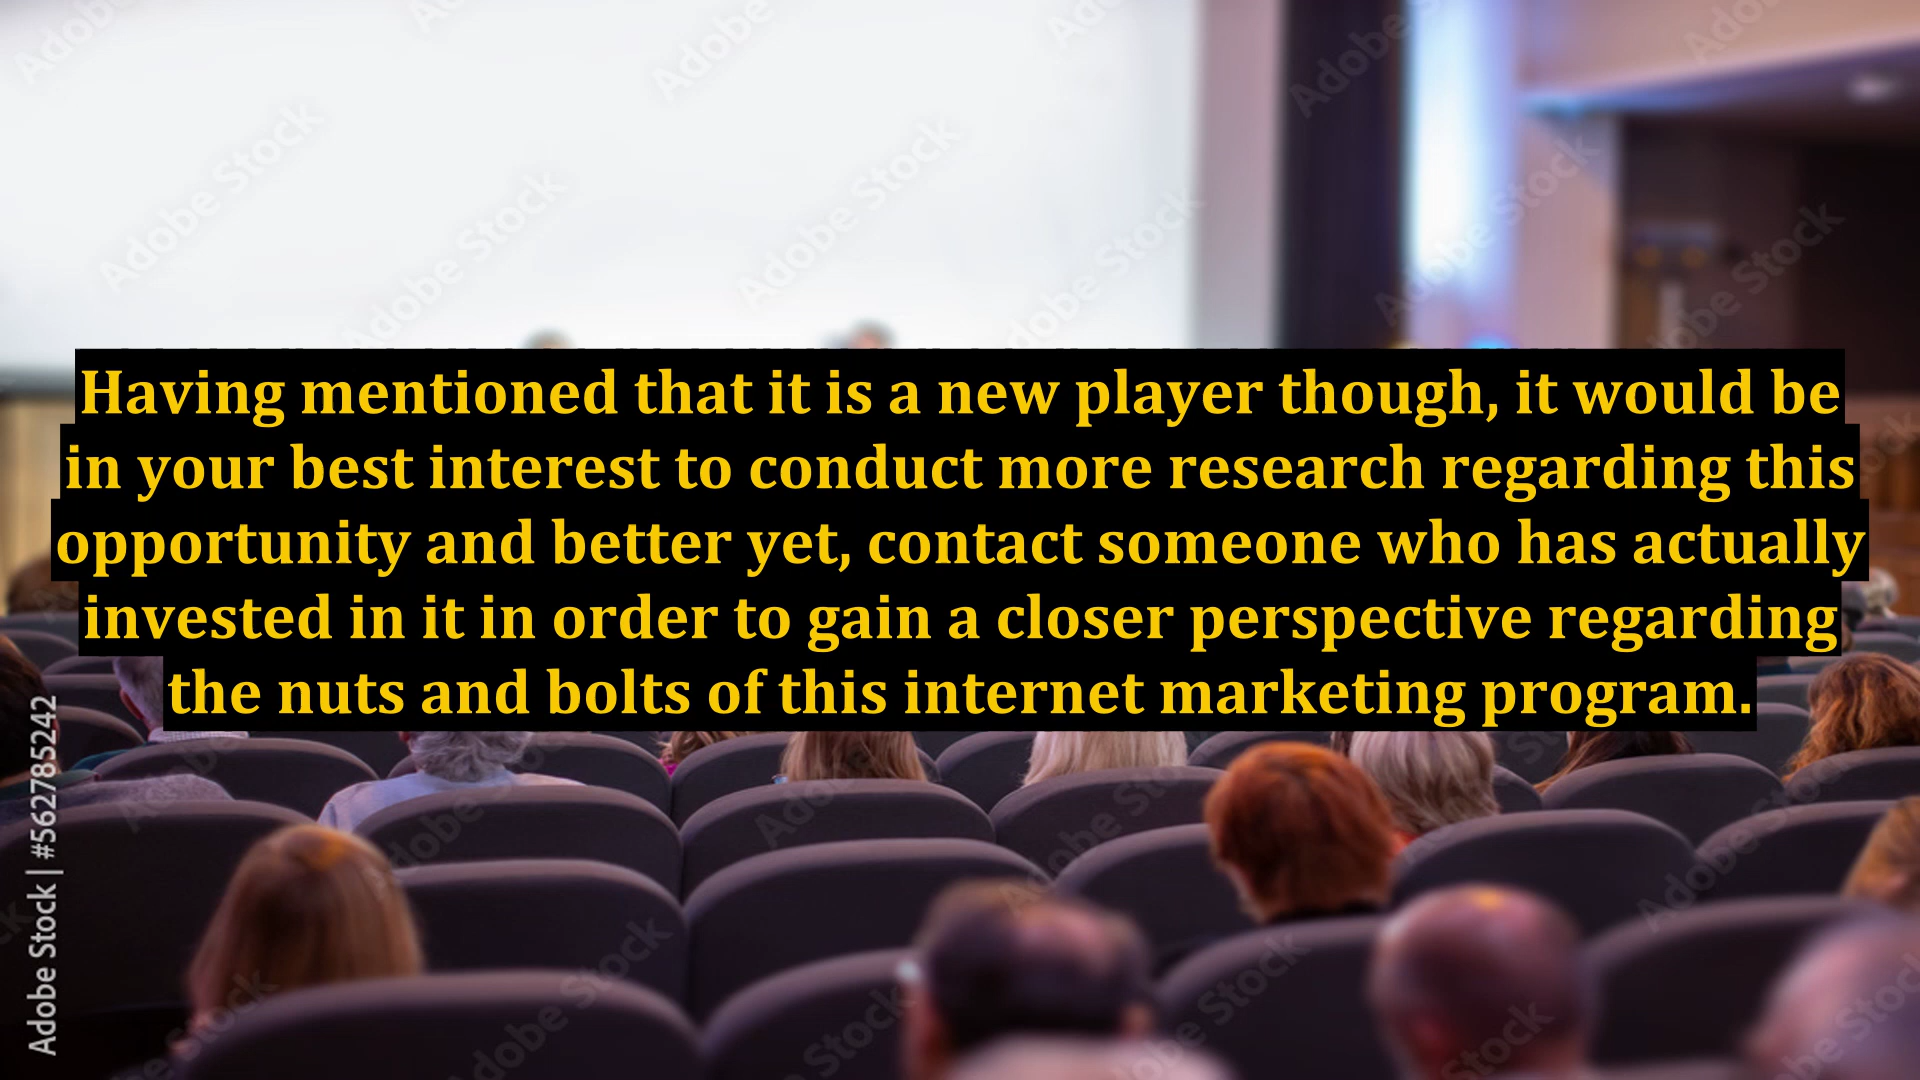 Having mentioned that it is a new player though, it would be
in your best interest to conduct more research regarding this
opportunity and better yet, contact someone who has actually
invested in it in order to gain a closer perspective regarding
the nuts and bolts of this internet marketing program.
Adobe Stock | #562785242